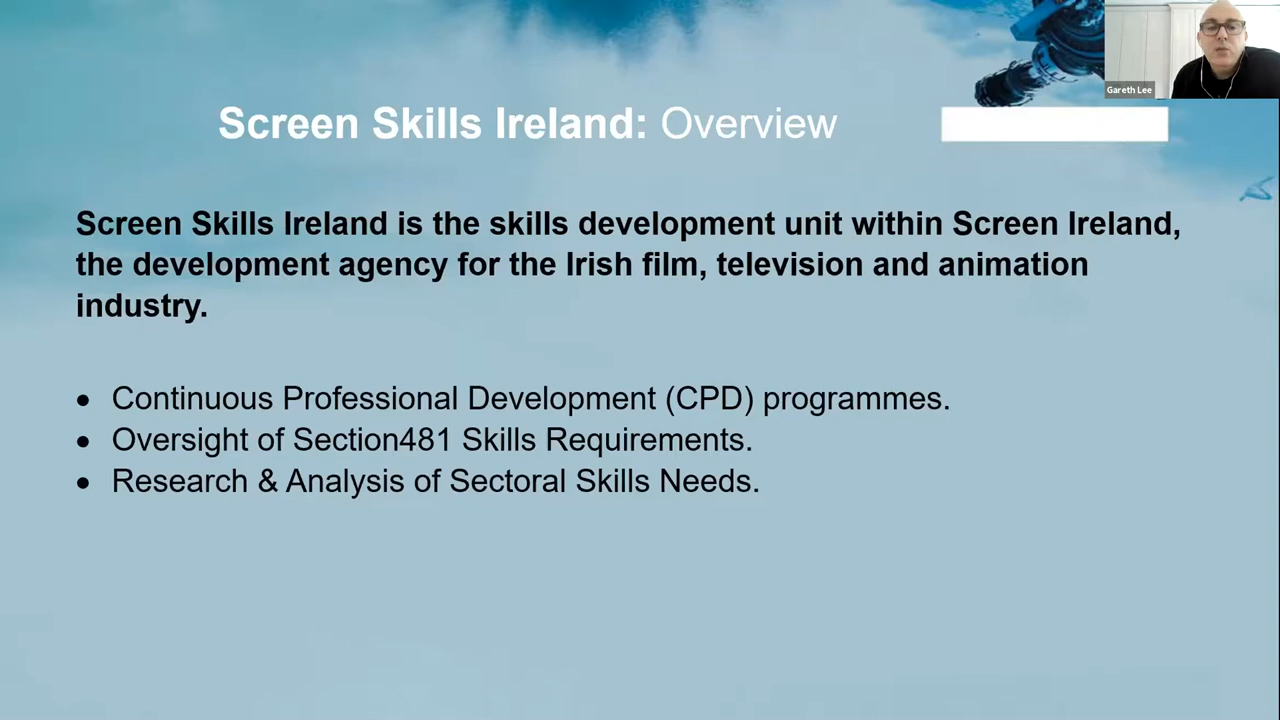 Gareth Lee
Screen Skills Ireland: Overview
Screen Skills Ireland is the skills development unit within Screen Ireland,
the development agency for the Irish film, television and animation
industry.
• Continuous Professional Development (CPD) programmes.
• Oversight of Section481 Skills Requirements.
• Research & Analysis of Sectoral Skills Needs.